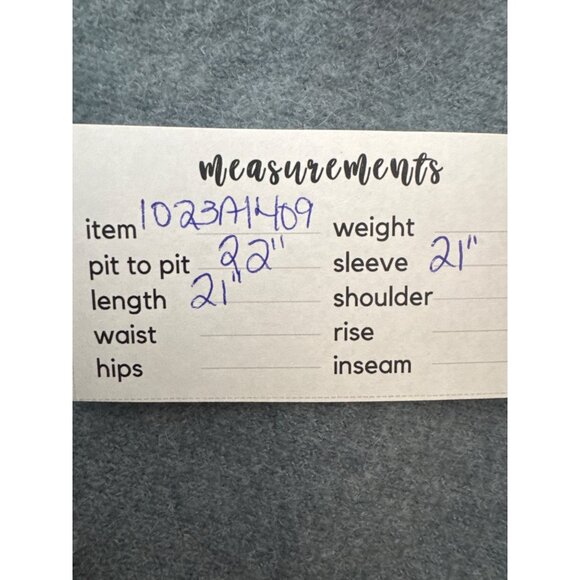 measurements
item 1023A1409 weight
pit to pit 22" sleeve 21"
length 21" shoulder
waist rise
hips inseam